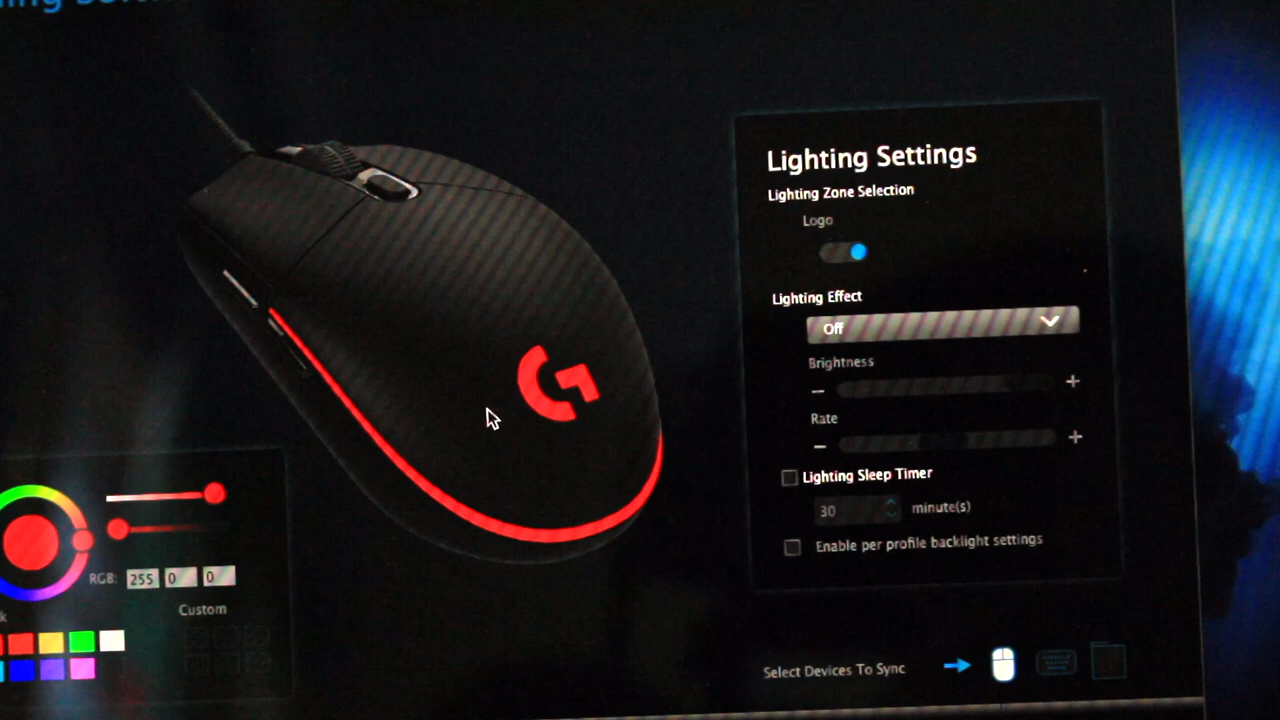 Lighting Settings
Lighting Zone Selection
Logo
Lighting Effect
Off
Brightness
Rate
Lighting Sleep Timer
30 minute(s)
Enable per profile backlight settings
RGB: 255 0 0
Custom
Select Devices To Sync